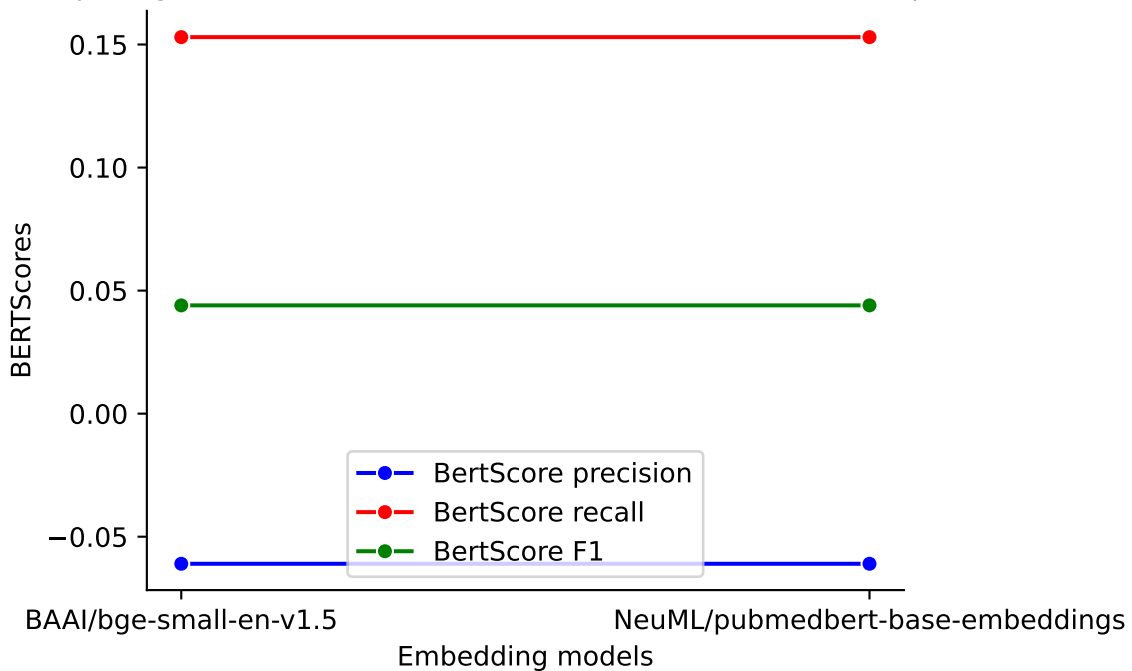 0.15
0.10
0.05
0.00
−0.05
BERTScores
BertScore precision
BertScore recall
BertScore F1
BAAI/bge-small-en-v1.5
NeuML/pubmedbert-base-embeddings
Embedding models